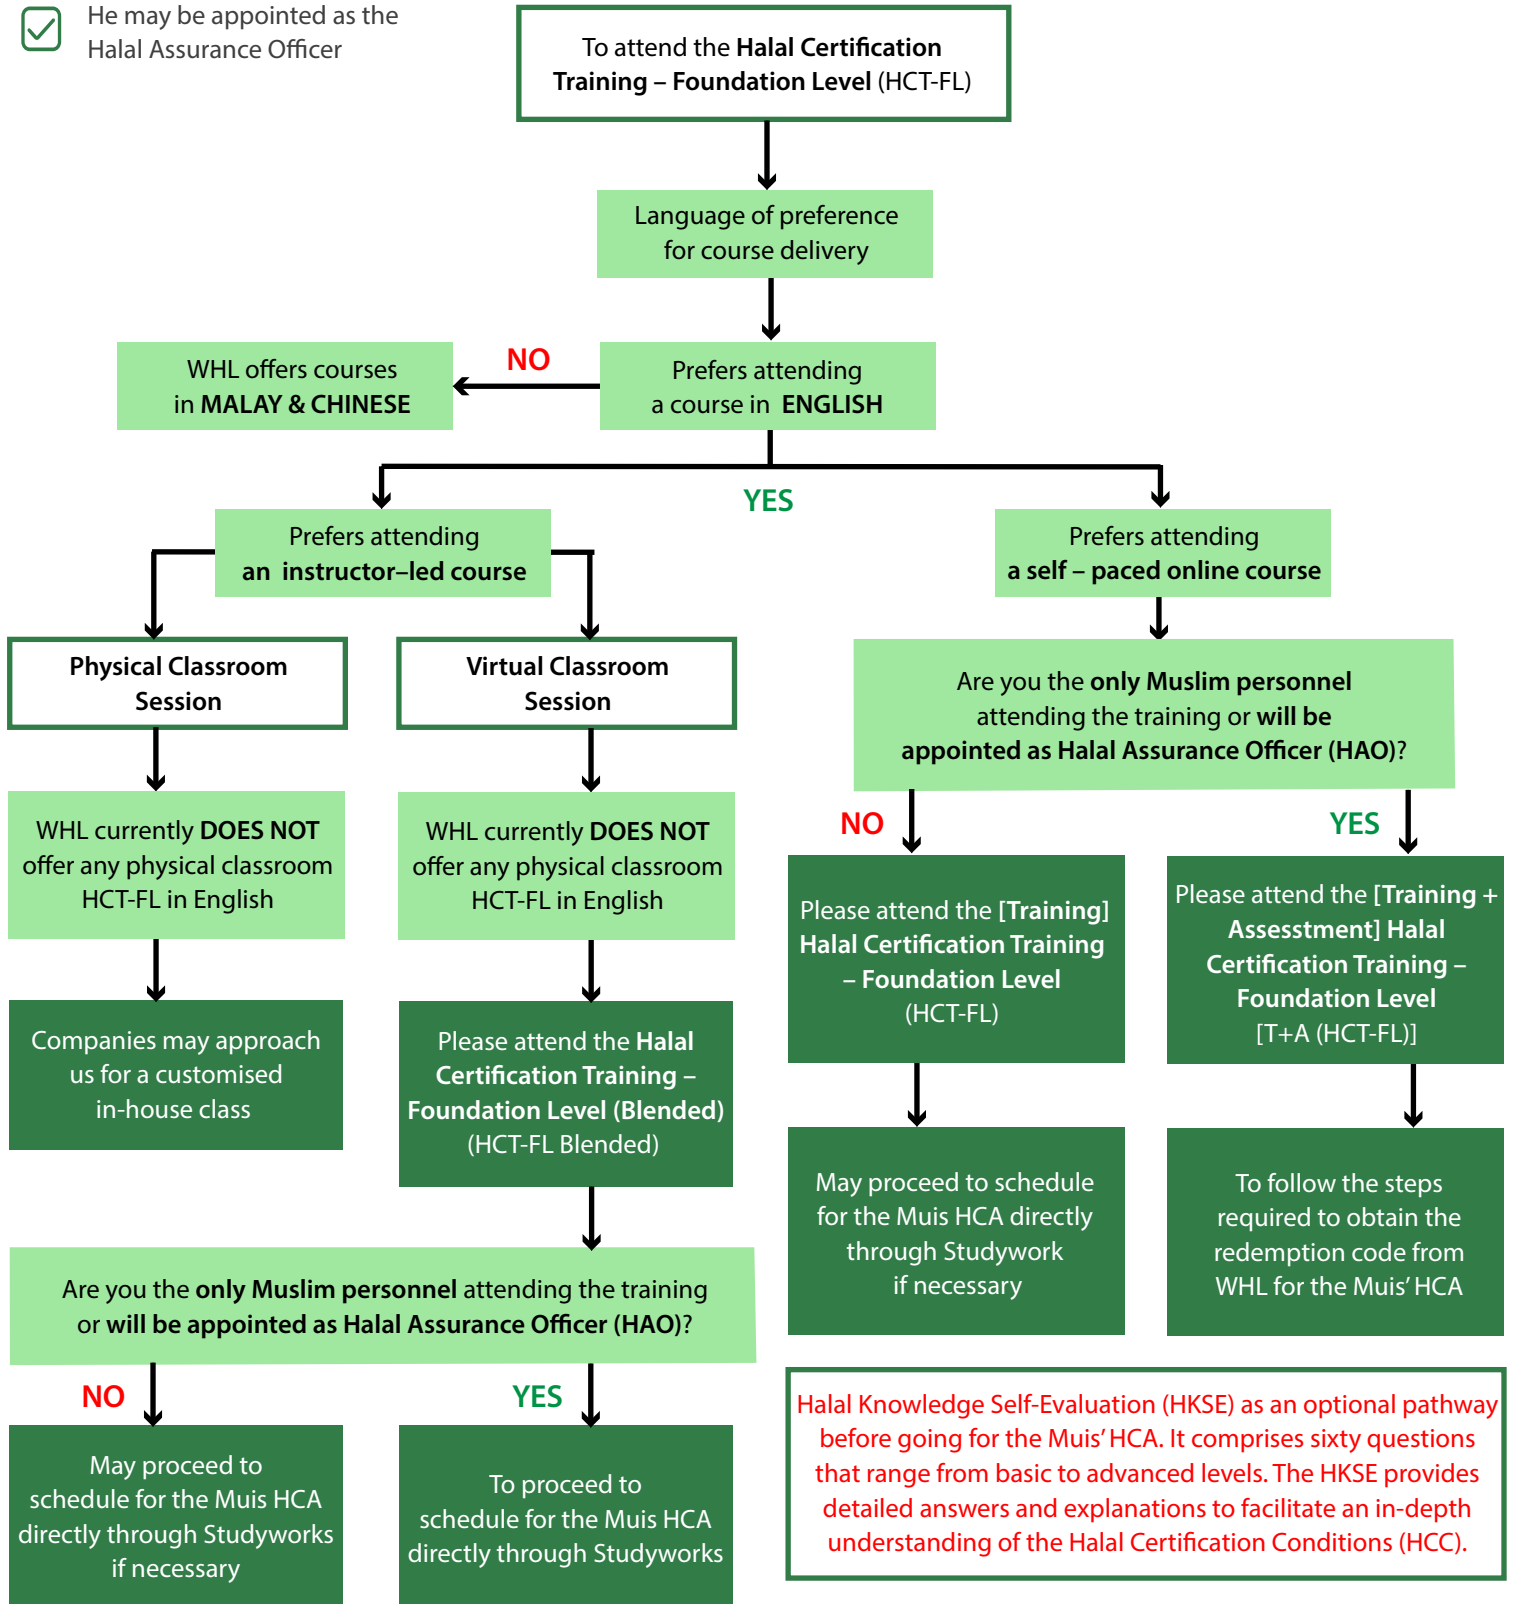 He may be appointed as the
Halal Assurance Officer
To attend the Halal Certification
Training – Foundation Level (HCT-FL)
Language of preference
for course delivery
WHL offers courses
in MALAY & CHINESE
NO
Prefers attending
a course in ENGLISH
YES
Prefers attending
an instructor–led course
Prefers attending
a self – paced online course
Physical Classroom
Session
Virtual Classroom
Session
Are you the only Muslim personnel
attending the training or will be
appointed as Halal Assurance Officer (HAO)?
WHL currently DOES NOT
offer any physical classroom
HCT-FL in English
WHL currently DOES NOT
offer any physical classroom
HCT-FL in English
NO
YES
Please attend the [Training]
Halal Certification Training
– Foundation Level
(HCT-FL)
Please attend the [Training +
Assesstment] Halal
Certification Training –
Foundation Level
[T+A (HCT-FL)]
Companies may approach
us for a customised
in-house class
Please attend the Halal
Certification Training –
Foundation Level (Blended)
(HCT-FL Blended)
May proceed to schedule
for the Muis HCA directly
through Studywork
if necessary
To follow the steps
required to obtain the
redemption code from
WHL for the Muis’ HCA
Are you the only Muslim personnel attending the training
or will be appointed as Halal Assurance Officer (HAO)?
NO
YES
May proceed to
schedule for the Muis HCA
directly through Studyworks
if necessary
To proceed to
schedule for the Muis HCA
directly through Studyworks
Halal Knowledge Self-Evaluation (HKSE) as an optional pathway
before going for the Muis’ HCA. It comprises sixty questions
that range from basic to advanced levels. The HKSE provides
detailed answers and explanations to facilitate an in-depth
understanding of the Halal Certification Conditions (HCC).